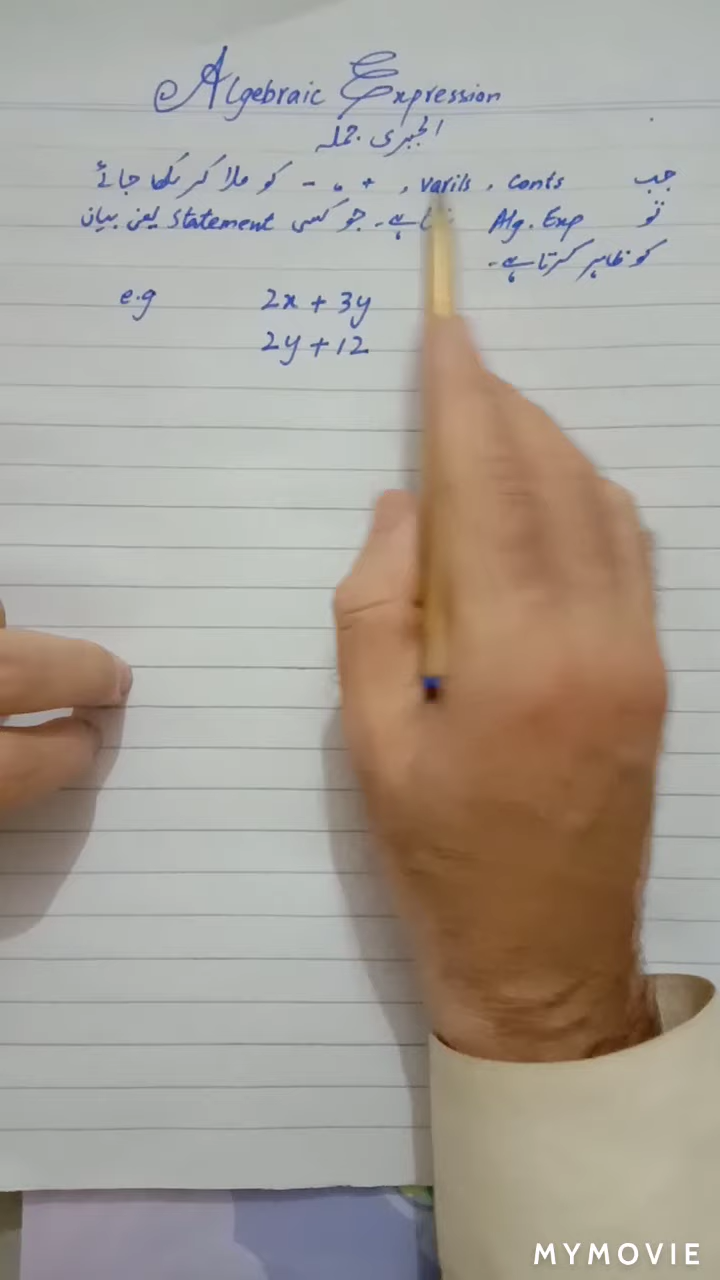 Algebraic Expression
الجبری جملہ
جب Conts , varils , + ، - کو ملا کر لکھا جائے
تو Alg. Exp ہے۔ جو کسی statement یعنی بیان
کو ظاہر کرتا ہے۔
e.g 2x + 3y
2y + 12
MYMOVIE